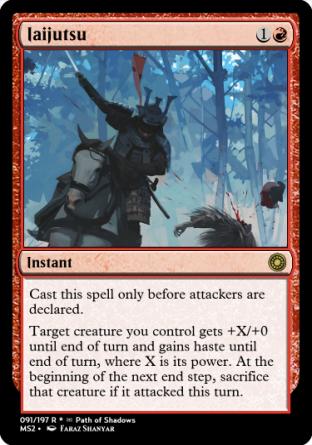 Iaijutsu 1
Instant
Cast this spell only before attackers are
declared.
Target creature you control gets +X/+0
until end of turn and gains haste until
end of turn, where X is its power. At the
beginning of the next end step, sacrifice
that creature if it attacked this turn.
091/197 R * ∞ Path of Shadows
MS2 • Faraz Shanyar